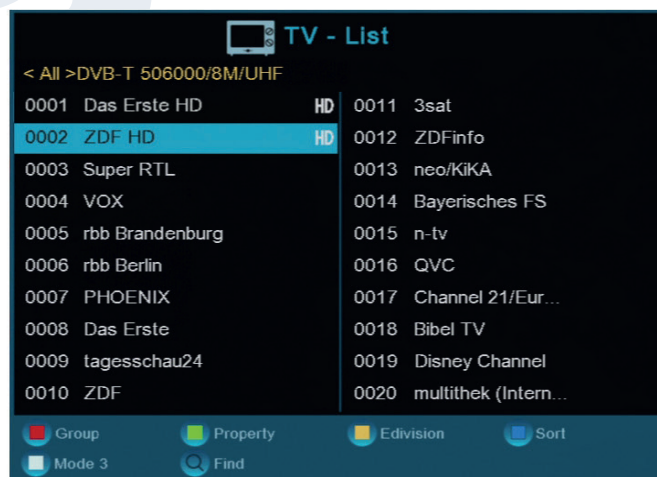 TV - List
< All >DVB-T 506000/8M/UHF
0001 Das Erste HD HD
0002 ZDF HD HD
0003 Super RTL
0004 VOX
0005 rbb Brandenburg
0006 rbb Berlin
0007 PHOENIX
0008 Das Erste
0009 tagesschau24
0010 ZDF
0011 3sat
0012 ZDFinfo
0013 neo/KiKA
0014 Bayerisches FS
0015 n-tv
0016 QVC
0017 Channel 21/Eur...
0018 Bibel TV
0019 Disney Channel
0020 multithek (Intern...
Group Property Edivision Sort
Mode 3 Find